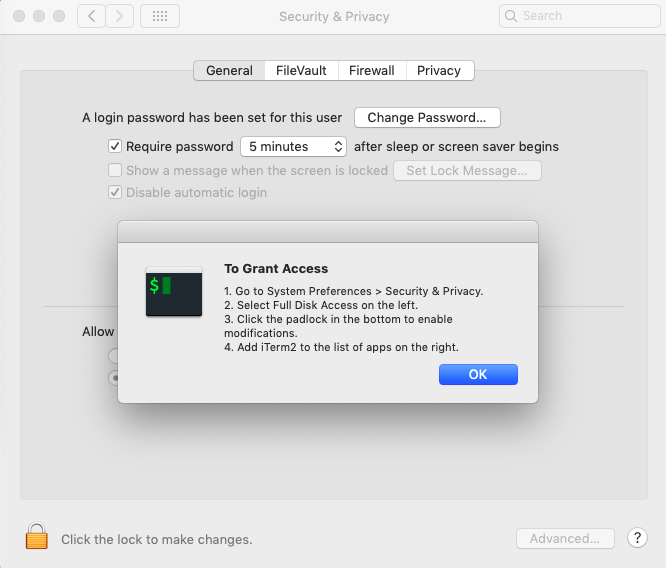 Security & Privacy
Search
General FileVault Firewall Privacy
A login password has been set for this user Change Password...
Require password 5 minutes after sleep or screen saver begins
Show a message when the screen is locked Set Lock Message...
Disable automatic login
To Grant Access
$
1. Go to System Preferences > Security & Privacy.
2. Select Full Disk Access on the left.
3. Click the padlock in the bottom to enable
modifications.
4. Add iTerm2 to the list of apps on the right.
Allow
OK
Click the lock to make changes.
Advanced...
?